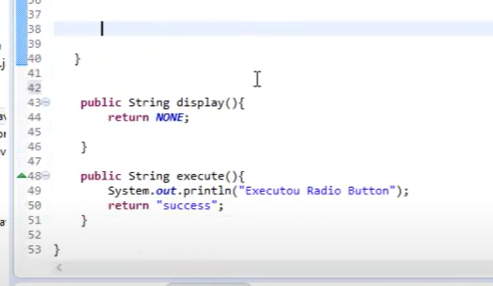 37
38
39
40 }
41
42
43 public String display(){
44 return NONE;
45
46 }
47
48 public String execute(){
49 System.out.println("Executou Radio Button");
50 return "success";
51 }
52
53 }